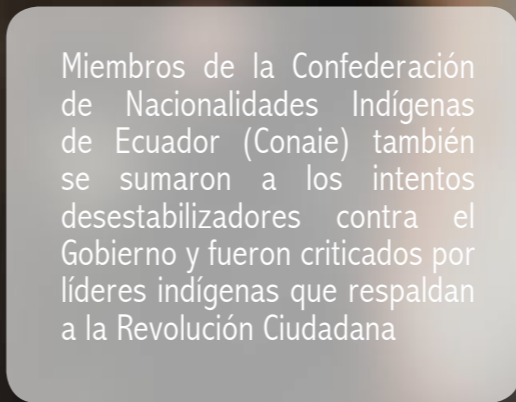 Miembros de la Confederación
de Nacionalidades Indígenas
de Ecuador (Conaie) también
se sumaron a los intentos
desestabilizadores contra el
Gobierno y fueron criticados por
líderes indígenas que respaldan
a la Revolución Ciudadana